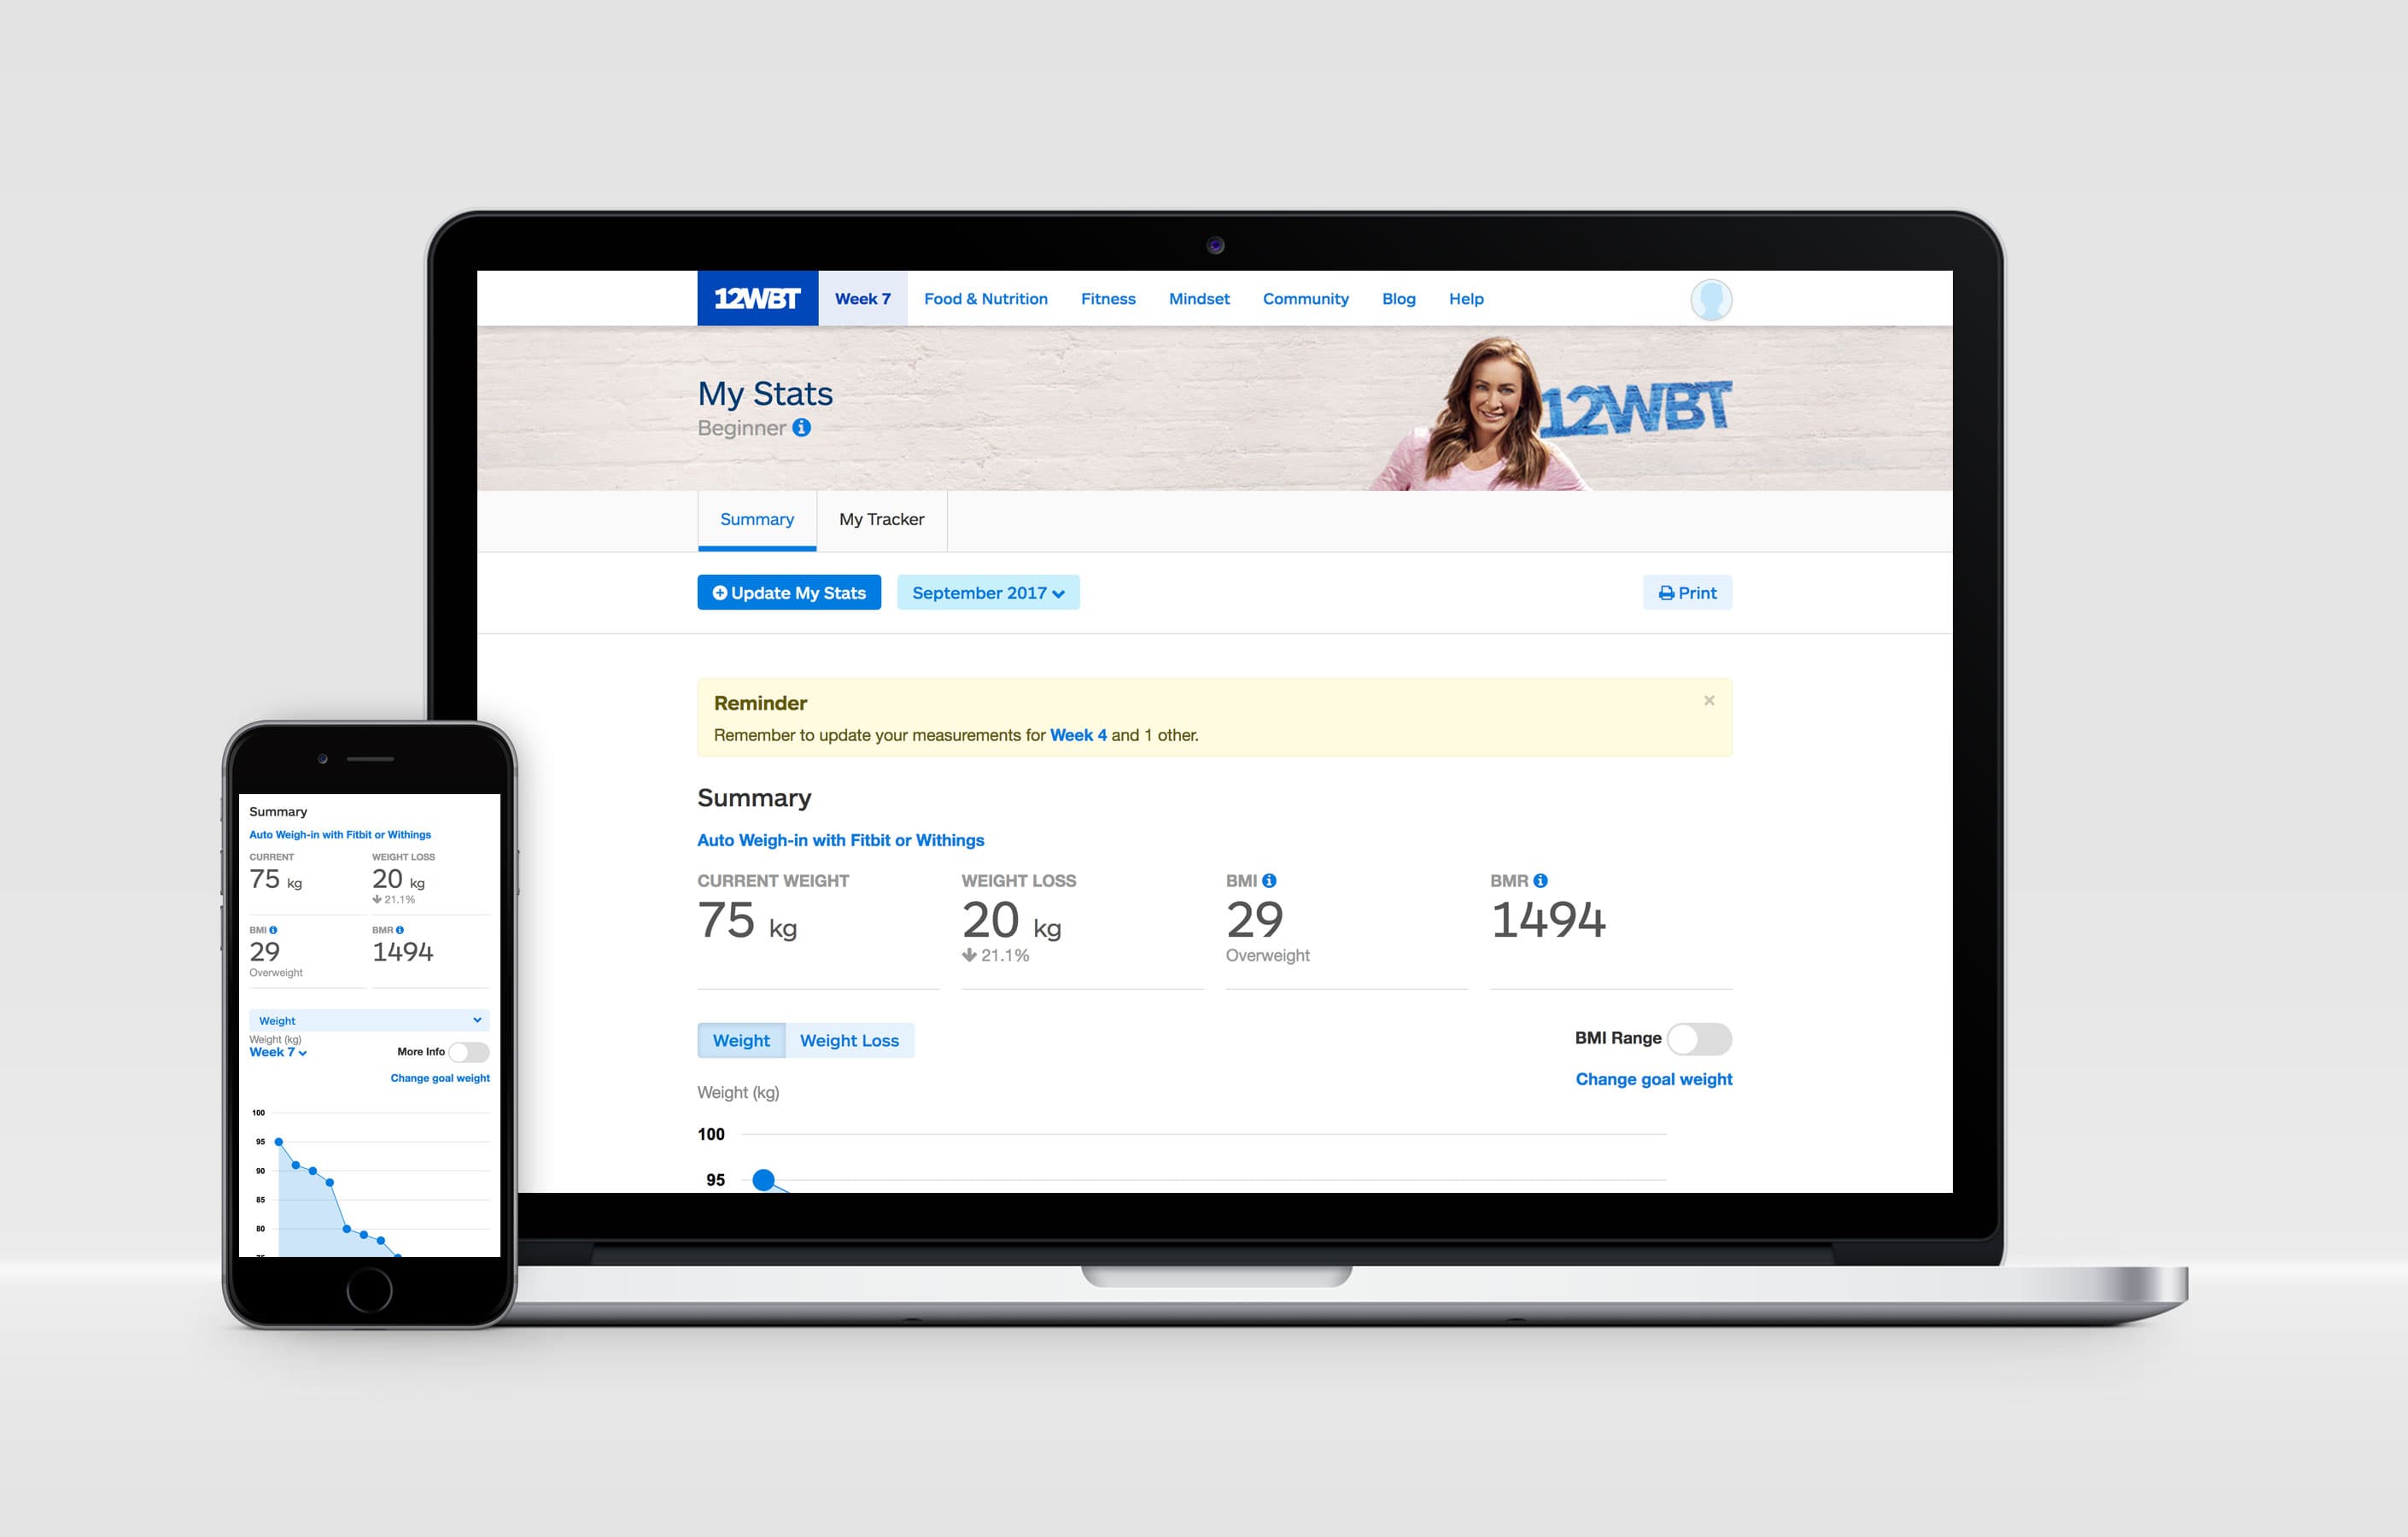 12WBT
Week 7
Food & Nutrition
Fitness
Mindset
Community
Blog
Help
My Stats
Beginner
12WBT
Summary
My Tracker
Update My Stats
September 2017
Print
Reminder
Remember to update your measurements for Week 4 and 1 other.
Summary
Auto Weigh-in with Fitbit or Withings
CURRENT WEIGHT
75 kg
WEIGHT LOSS
20 kg
21.1%
BMI
29
Overweight
BMR
1494
Weight
Weight Loss
BMI Range
Change goal weight
Weight (kg)
100
95
Summary
Auto Weigh-in with Fitbit or Withings
CURRENT
75 kg
WEIGHT LOSS
20 kg
21.1%
BMI
29
Overweight
BMR
1494
Weight
Weight (kg)
Week 7
More Info
Change goal weight
100
95
90
85
80